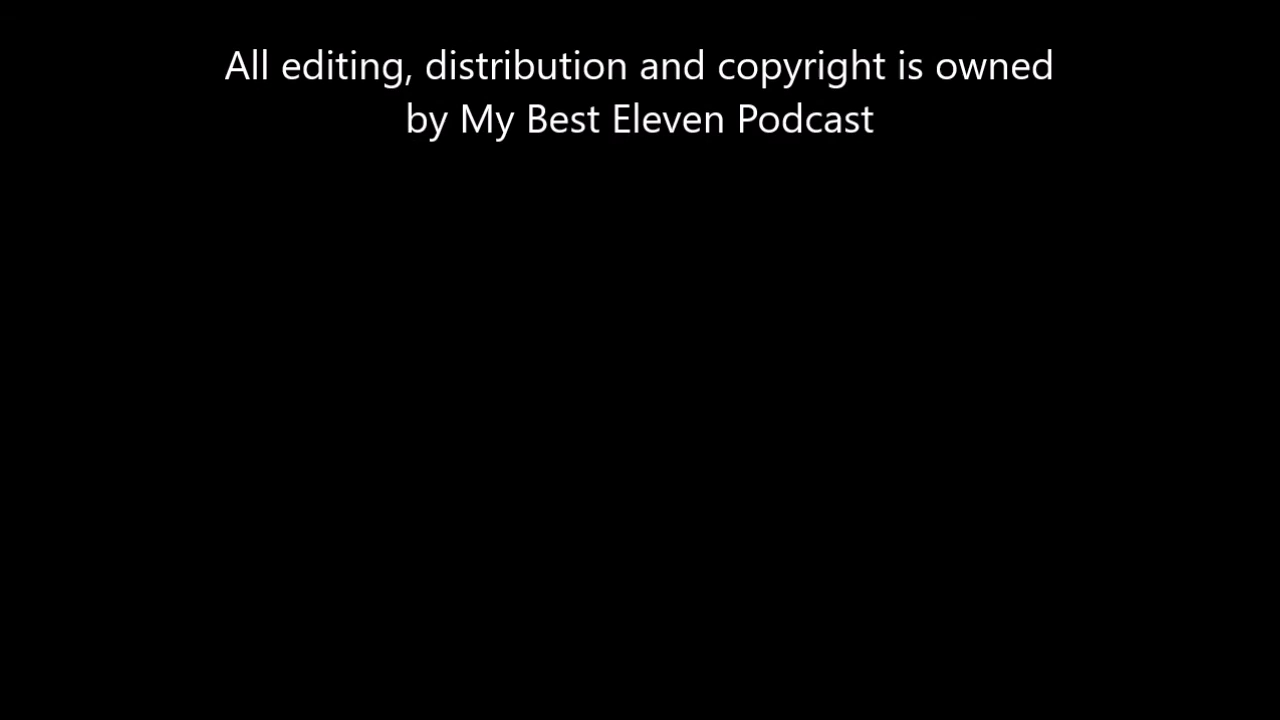 All editing, distribution and copyright is owned
by My Best Eleven Podcast